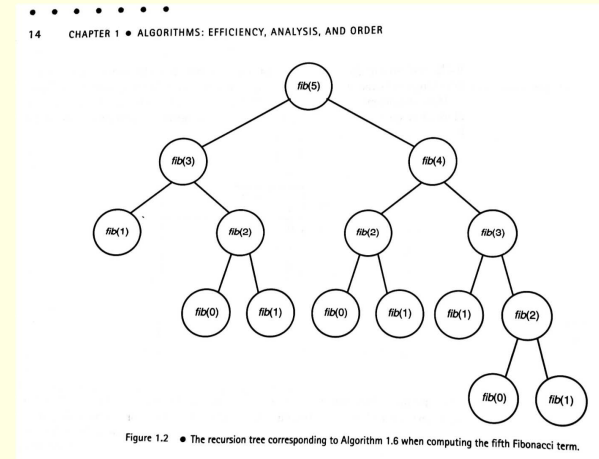 14 CHAPTER 1 • ALGORITHMS: EFFICIENCY, ANALYSIS, AND ORDER
fib(5)
fib(3) fib(4)
fib(1) fib(2) fib(2) fib(3)
fib(0) fib(1) fib(0) fib(1) fib(1) fib(2)
fib(0) fib(1)
Figure 1.2 • The recursion tree corresponding to Algorithm 1.6 when computing the fifth Fibonacci term.